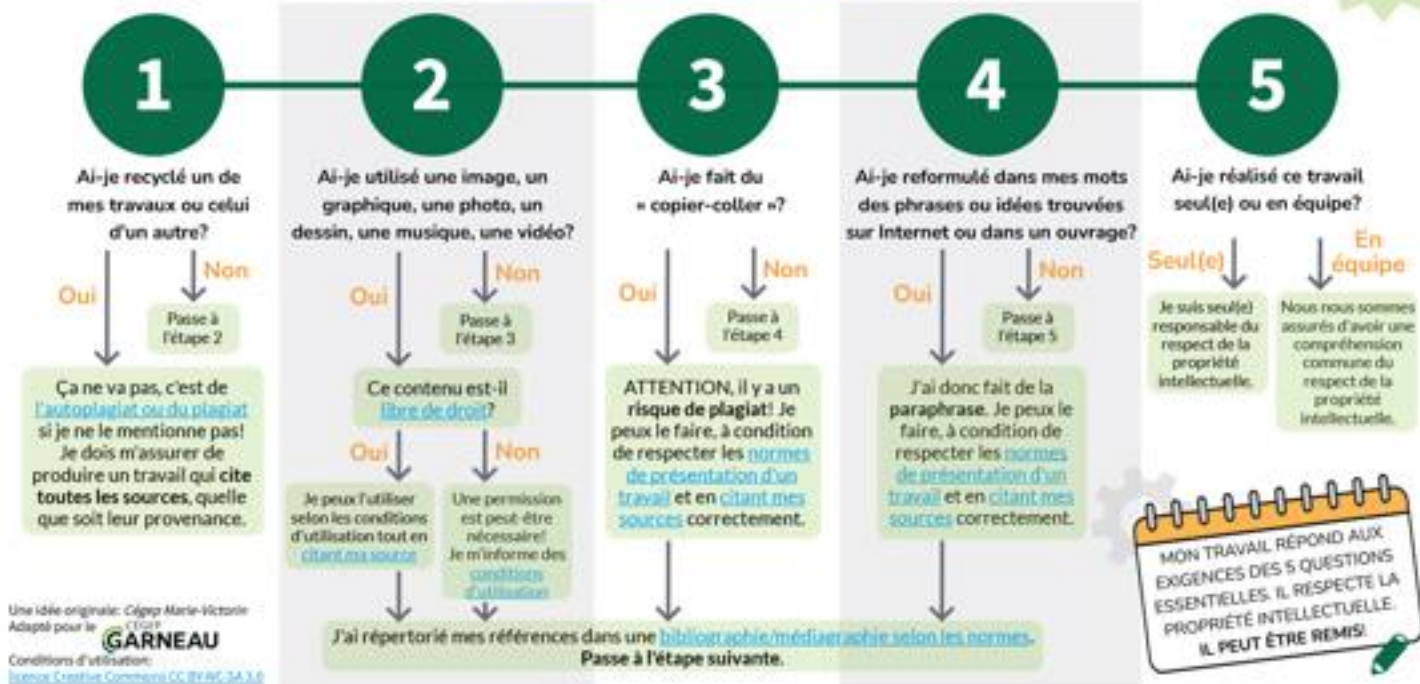 1
Ai-je recyclé un de
mes travaux ou celui
d'un autre?
Oui
Non
Passe à
l'étape 2
Ça ne va pas, c'est de
l'autoplagiat ou du plagiat
si je ne le mentionne pas!
Je dois m'assurer de
produire un travail qui cite
toutes les sources, quelle
que soit leur provenance.
2
Ai-je utilisé une image, un
graphique, une photo, un
dessin, une musique, une vidéo?
Oui
Non
Passe à
l'étape 3
Ce contenu est-il
libre de droit?
Oui
Non
Je peux l'utiliser
selon les conditions
d'utilisation tout en
citant ma source
Une permission
est peut-être
nécessaire!
Je m'informe des
conditions
d'utilisation
3
Ai-je fait du
« copier-coller »?
Oui
Non
Passe à
l'étape 4
ATTENTION, il y a un
risque de plagiat! Je
peux le faire, à condition
de respecter les normes
de présentation d'un
travail et en citant mes
sources correctement.
4
Ai-je reformulé dans mes mots
des phrases ou idées trouvées
sur Internet ou dans un ouvrage?
Oui
Non
Passe à
l'étape 5
J'ai donc fait de la
paraphrase. Je peux le
faire, à condition de
respecter les normes
de présentation d'un
travail et en citant mes
sources correctement.
5
Ai-je réalisé ce travail
seul(e) ou en équipe?
Seul(e)
En
équipe
Je suis seul(e)
responsable du
respect de la
propriété
intellectuelle.
Nous nous sommes
assurés d'avoir une
compréhension
commune du
respect de la
propriété
intellectuelle.
J'ai répertorié mes références dans une bibliographie/médiagraphie selon les normes.
Passe à l'étape suivante.
MON TRAVAIL RÉPOND AUX
EXIGENCES DES 5 QUESTIONS
ESSENTIELLES. IL RESPECTE LA
PROPRIÉTÉ INTELLECTUELLE.
IL PEUT ÊTRE REMIS!
Une idée originale: Cégep Marie-Victorin
Adapté pour le CÉGEP
GARNEAU
Conditions d'utilisation:
licence Creative Commons CC BY-NC-SA 3.0